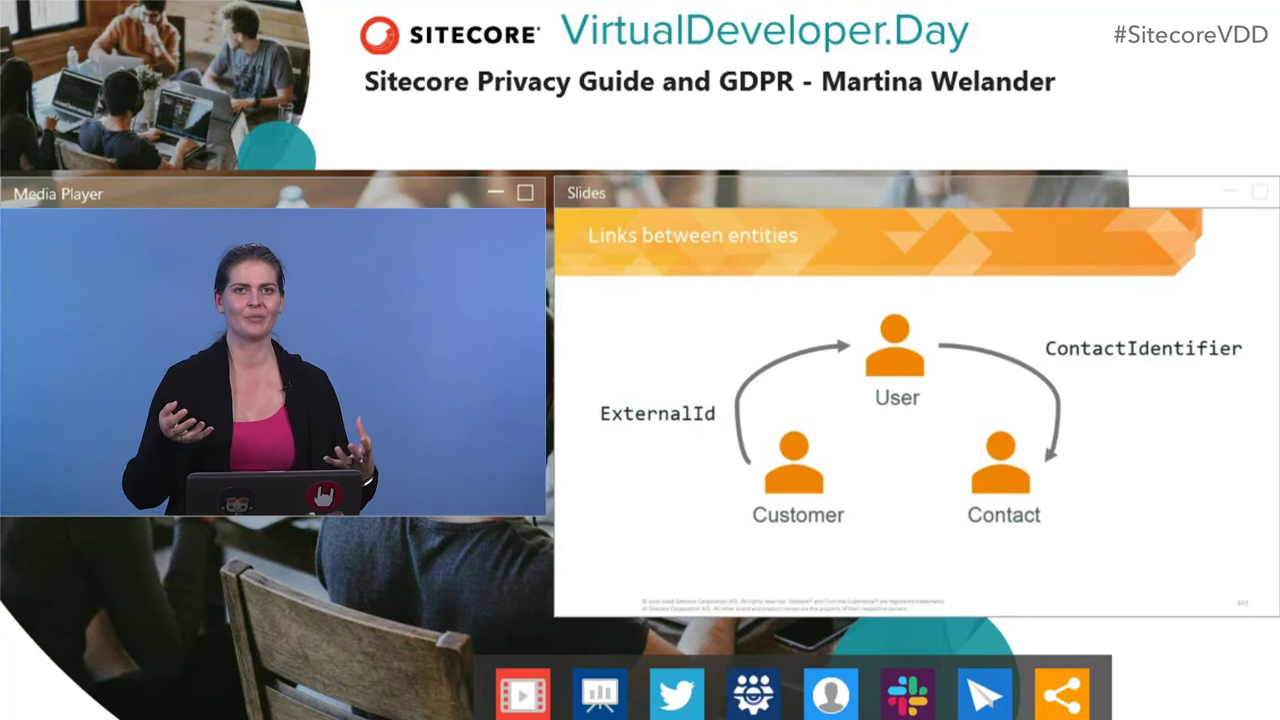 SITECORE® VirtualDeveloper.Day
#SitecoreVDD
Sitecore Privacy Guide and GDPR - Martina Welander
Media Player
Slides
Links between entities
User
ContactIdentifier
ExternalId
Customer
Contact